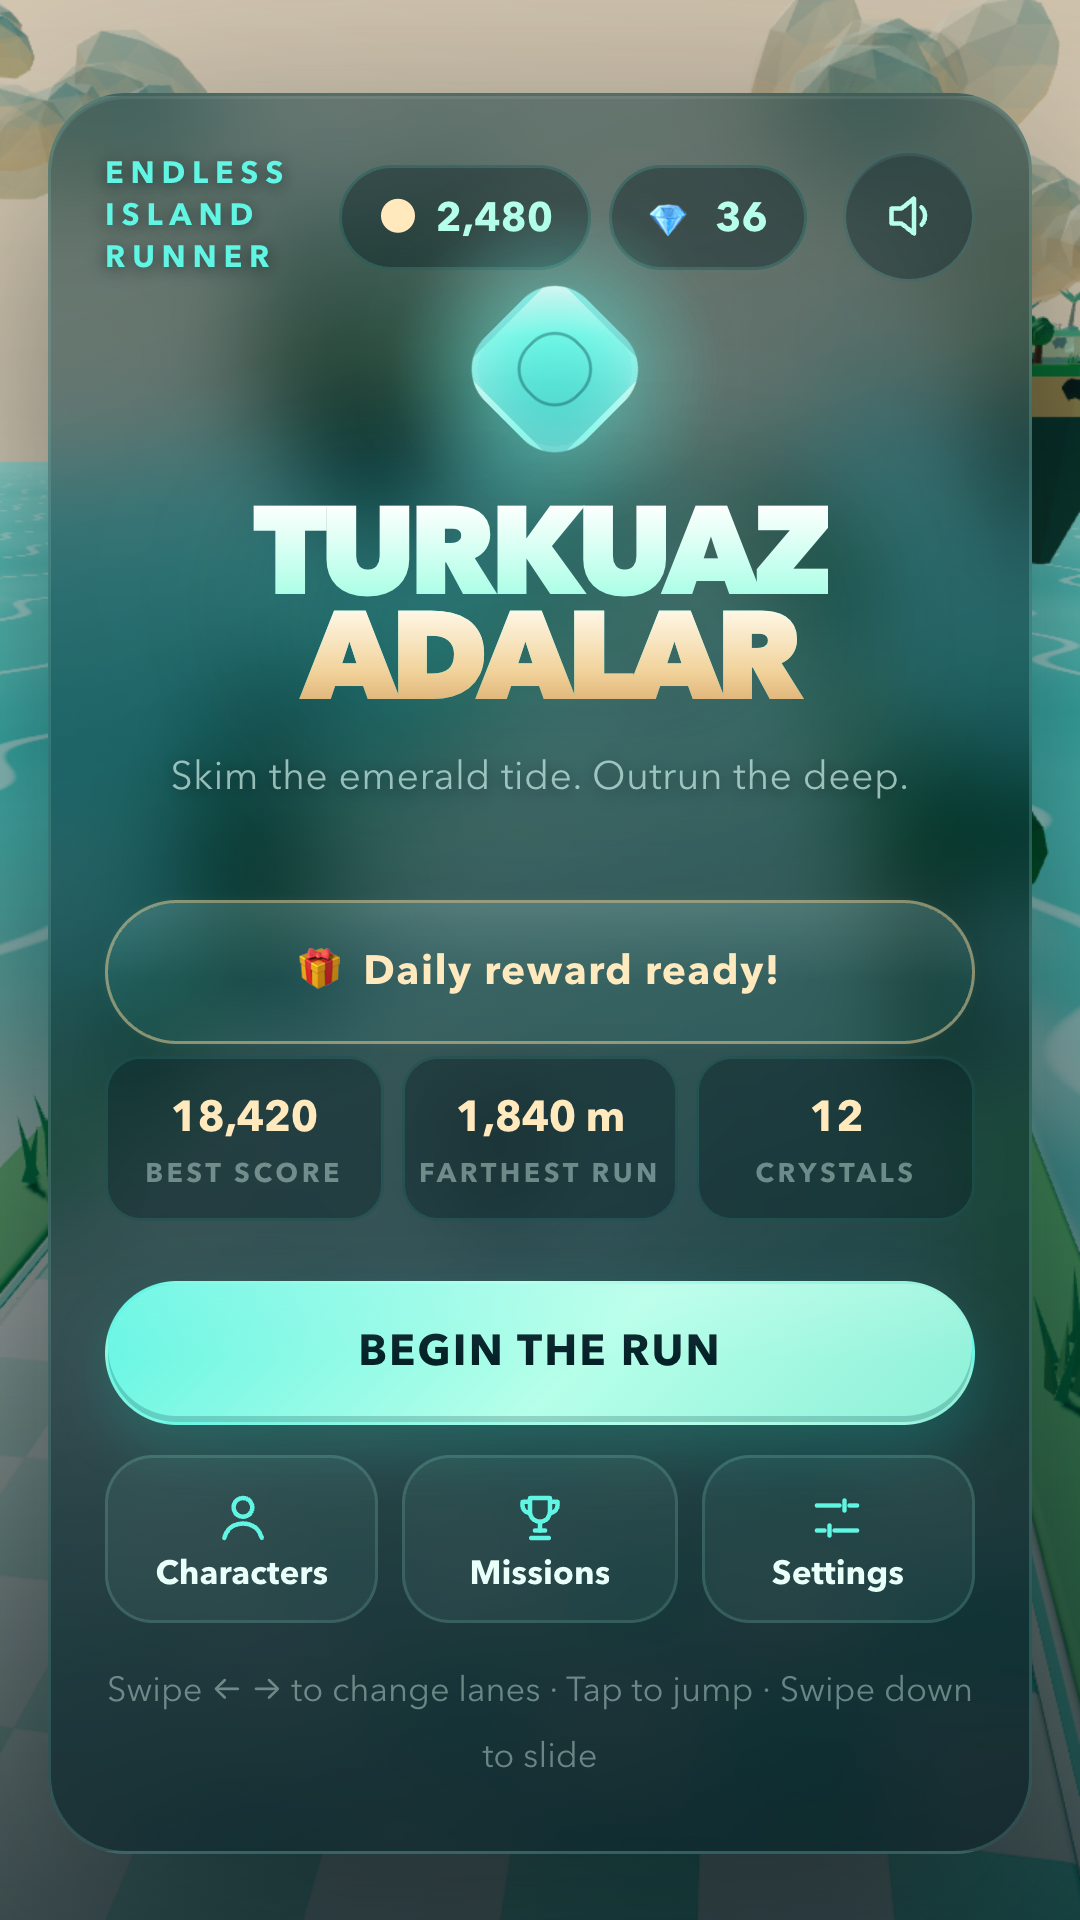 ENDLESS
ISLAND
RUNNER
2,480
36
TURKUAZ
ADALAR
Skim the emerald tide. Outrun the deep.
Daily reward ready!
18,420
BEST SCORE
1,840 m
FARTHEST RUN
12
CRYSTALS
BEGIN THE RUN
Characters
Missions
Settings
Swipe ← → to change lanes · Tap to jump · Swipe down
to slide